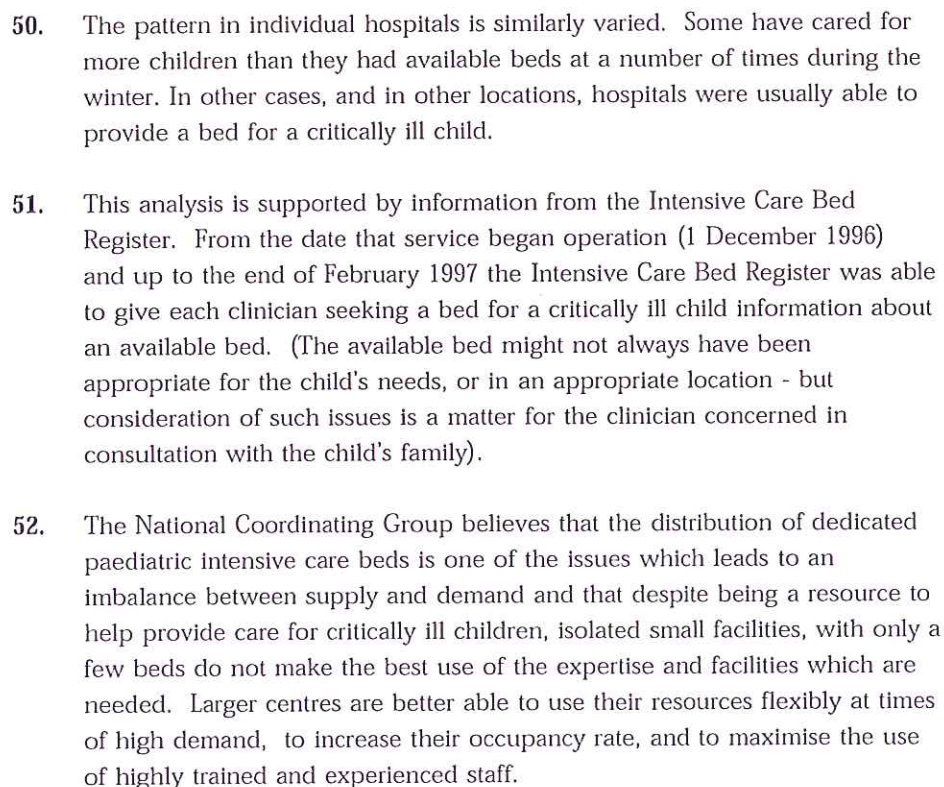 50. The pattern in individual hospitals is similarly varied. Some have cared for
more children than they had available beds at a number of times during the
winter. In other cases, and in other locations, hospitals were usually able to
provide a bed for a critically ill child.
51. This analysis is supported by information from the Intensive Care Bed
Register. From the date that service began operation (1 December 1996)
and up to the end of February 1997 the Intensive Care Bed Register was able
to give each clinician seeking a bed for a critically ill child information about
an available bed. (The available bed might not always have been
appropriate for the child's needs, or in an appropriate location - but
consideration of such issues is a matter for the clinician concerned in
consultation with the child's family).
52. The National Coordinating Group believes that the distribution of dedicated
paediatric intensive care beds is one of the issues which leads to an
imbalance between supply and demand and that despite being a resource to
help provide care for critically ill children, isolated small facilities, with only a
few beds do not make the best use of the expertise and facilities which are
needed. Larger centres are better able to use their resources flexibly at times
of high demand, to increase their occupancy rate, and to maximise the use
of highly trained and experienced staff.